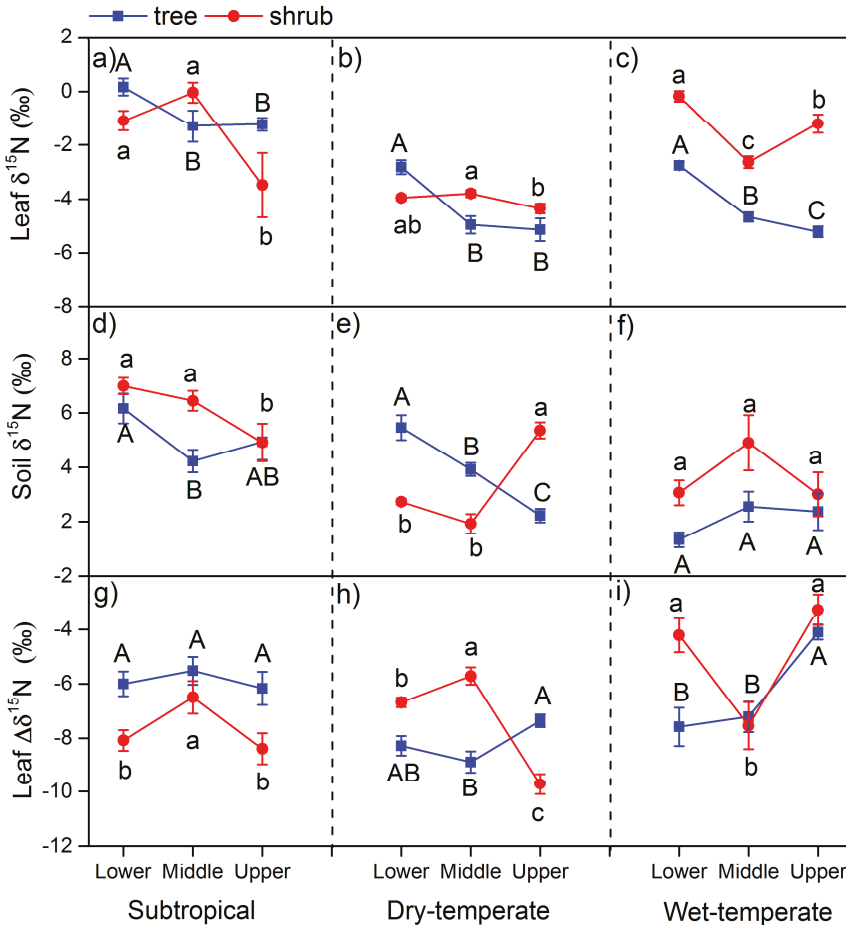 tree shrub
2
0
-2
-4
-6
-8
Leaf δ¹⁵N (‰)
a)
A
a
B
a
B
b
b)
A
a
b
ab
B
B
c)
a
b
A
c
B
C
8
6
4
2
-2
Soil δ¹⁵N (‰)
d)
a
a
b
A
B
AB
e)
A
a
B
C
b
b
f)
a
a
a
A
A
A
-4
-6
-8
-10
-12
Leaf Δδ¹⁵N (‰)
g)
A
A
A
b
a
b
h)
b
a
A
AB
B
c
i)
a
a
B
B
A
b
Lower Middle Upper Lower Middle Upper Lower Middle Upper
Subtropical Dry-temperate Wet-temperate